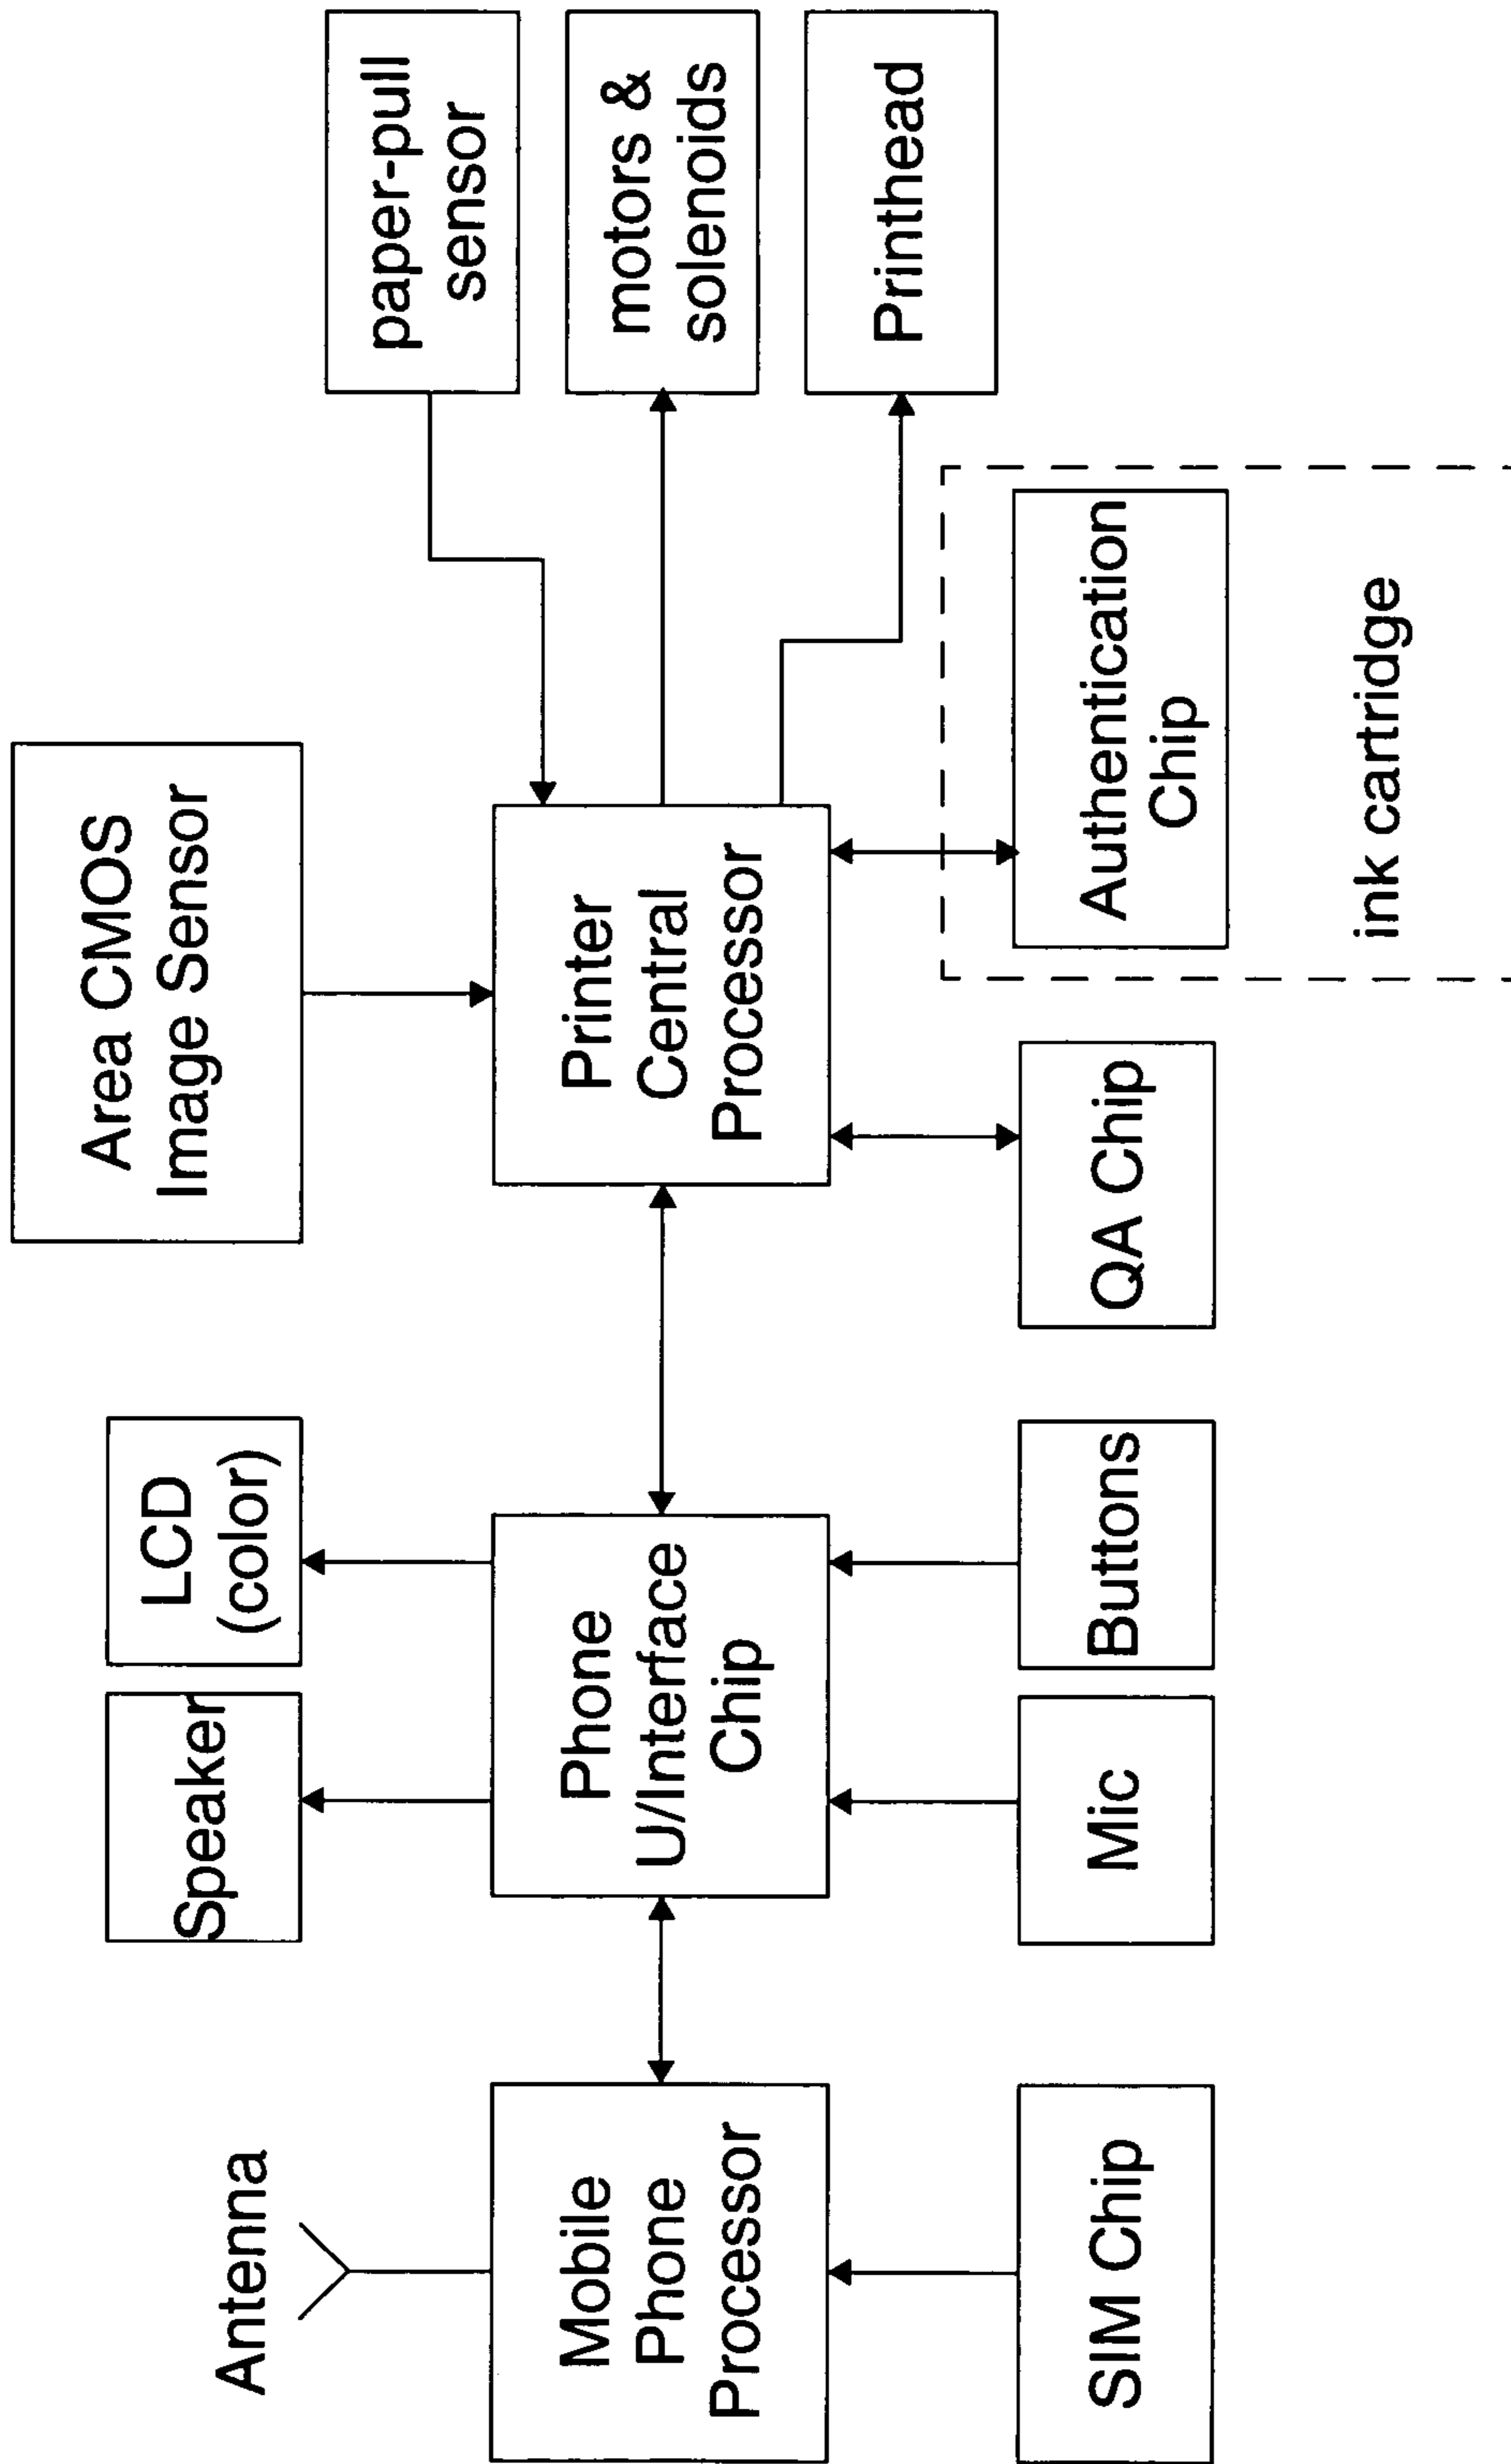 Antenna
Mobile
Phone
Processor
SIM Chip
Speaker
LCD
(color)
Phone
U/Interface
Chip
Mic
Buttons
Area CMOS
Image Sensor
Printer
Central
Processor
QA Chip
Authentication
Chip
ink cartridge
paper-pull
sensor
motors &
solenoids
Printhead